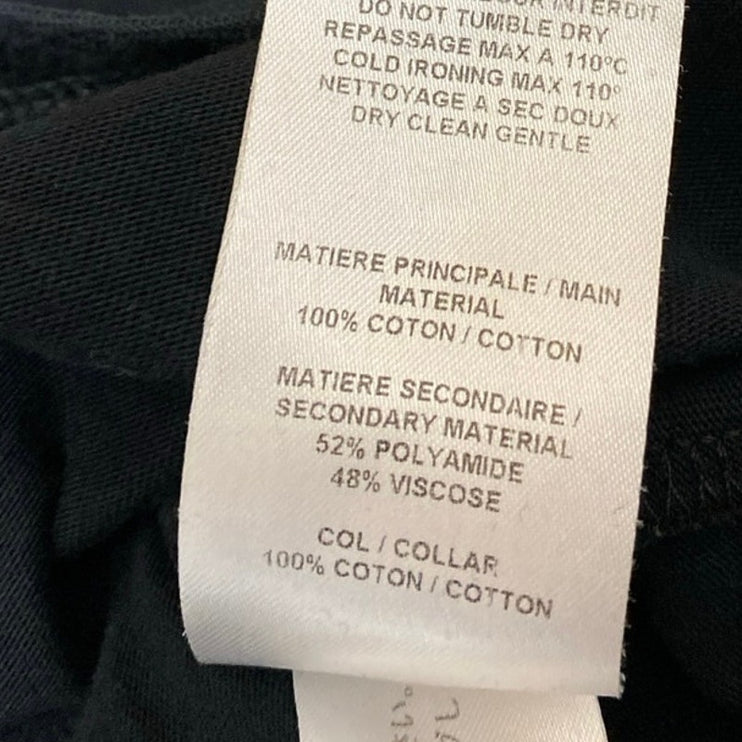 INTERDIT
DO NOT TUMBLE DRY
REPASSAGE MAX A 110°C
COLD IRONING MAX 110°
NETTOYAGE A SEC DOUX
DRY CLEAN GENTLE
MATIERE PRINCIPALE / MAIN
MATERIAL
100% COTON / COTTON
MATIERE SECONDAIRE /
SECONDARY MATERIAL
52% POLYAMIDE
48% VISCOSE
COL / COLLAR
100% COTON / COTTON